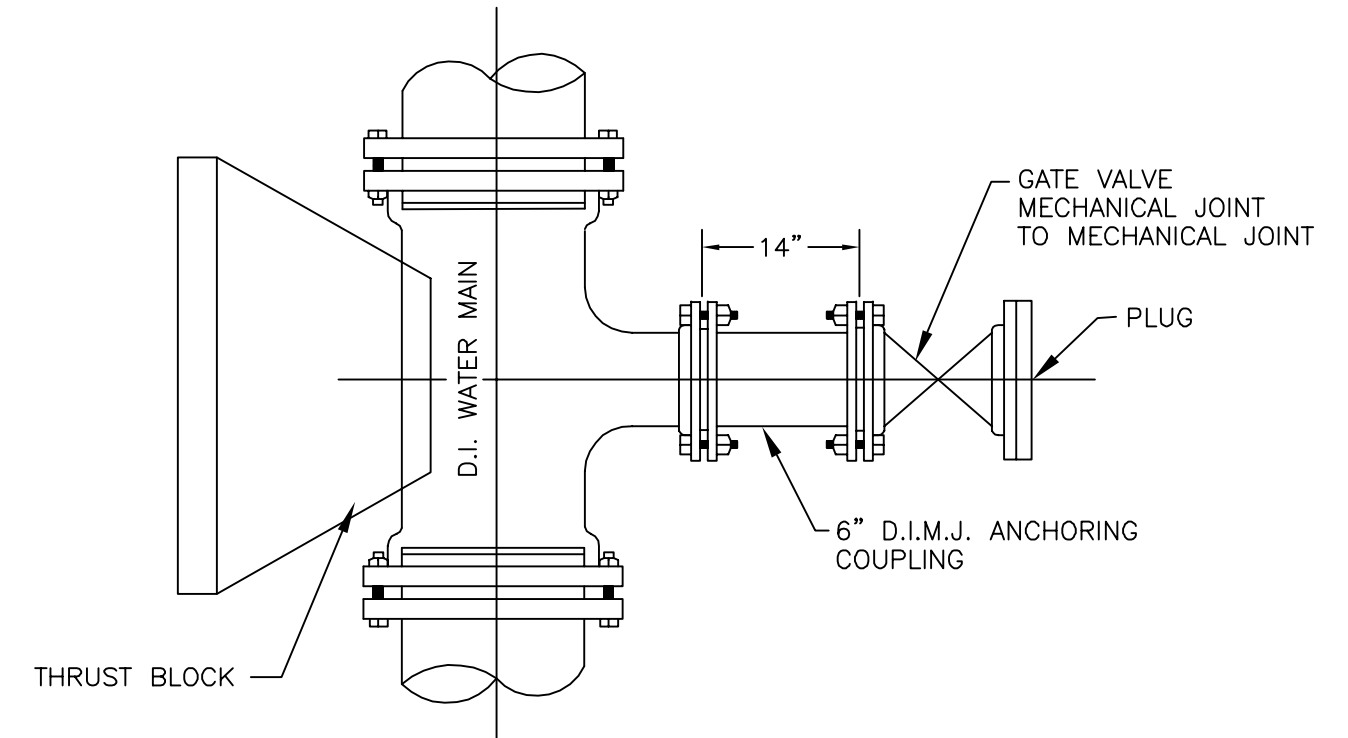 GATE VALVE
MECHANICAL JOINT
TO MECHANICAL JOINT
14”
D.I. WATER MAIN
PLUG
6” D.I.M.J. ANCHORING
COUPLING
THRUST BLOCK